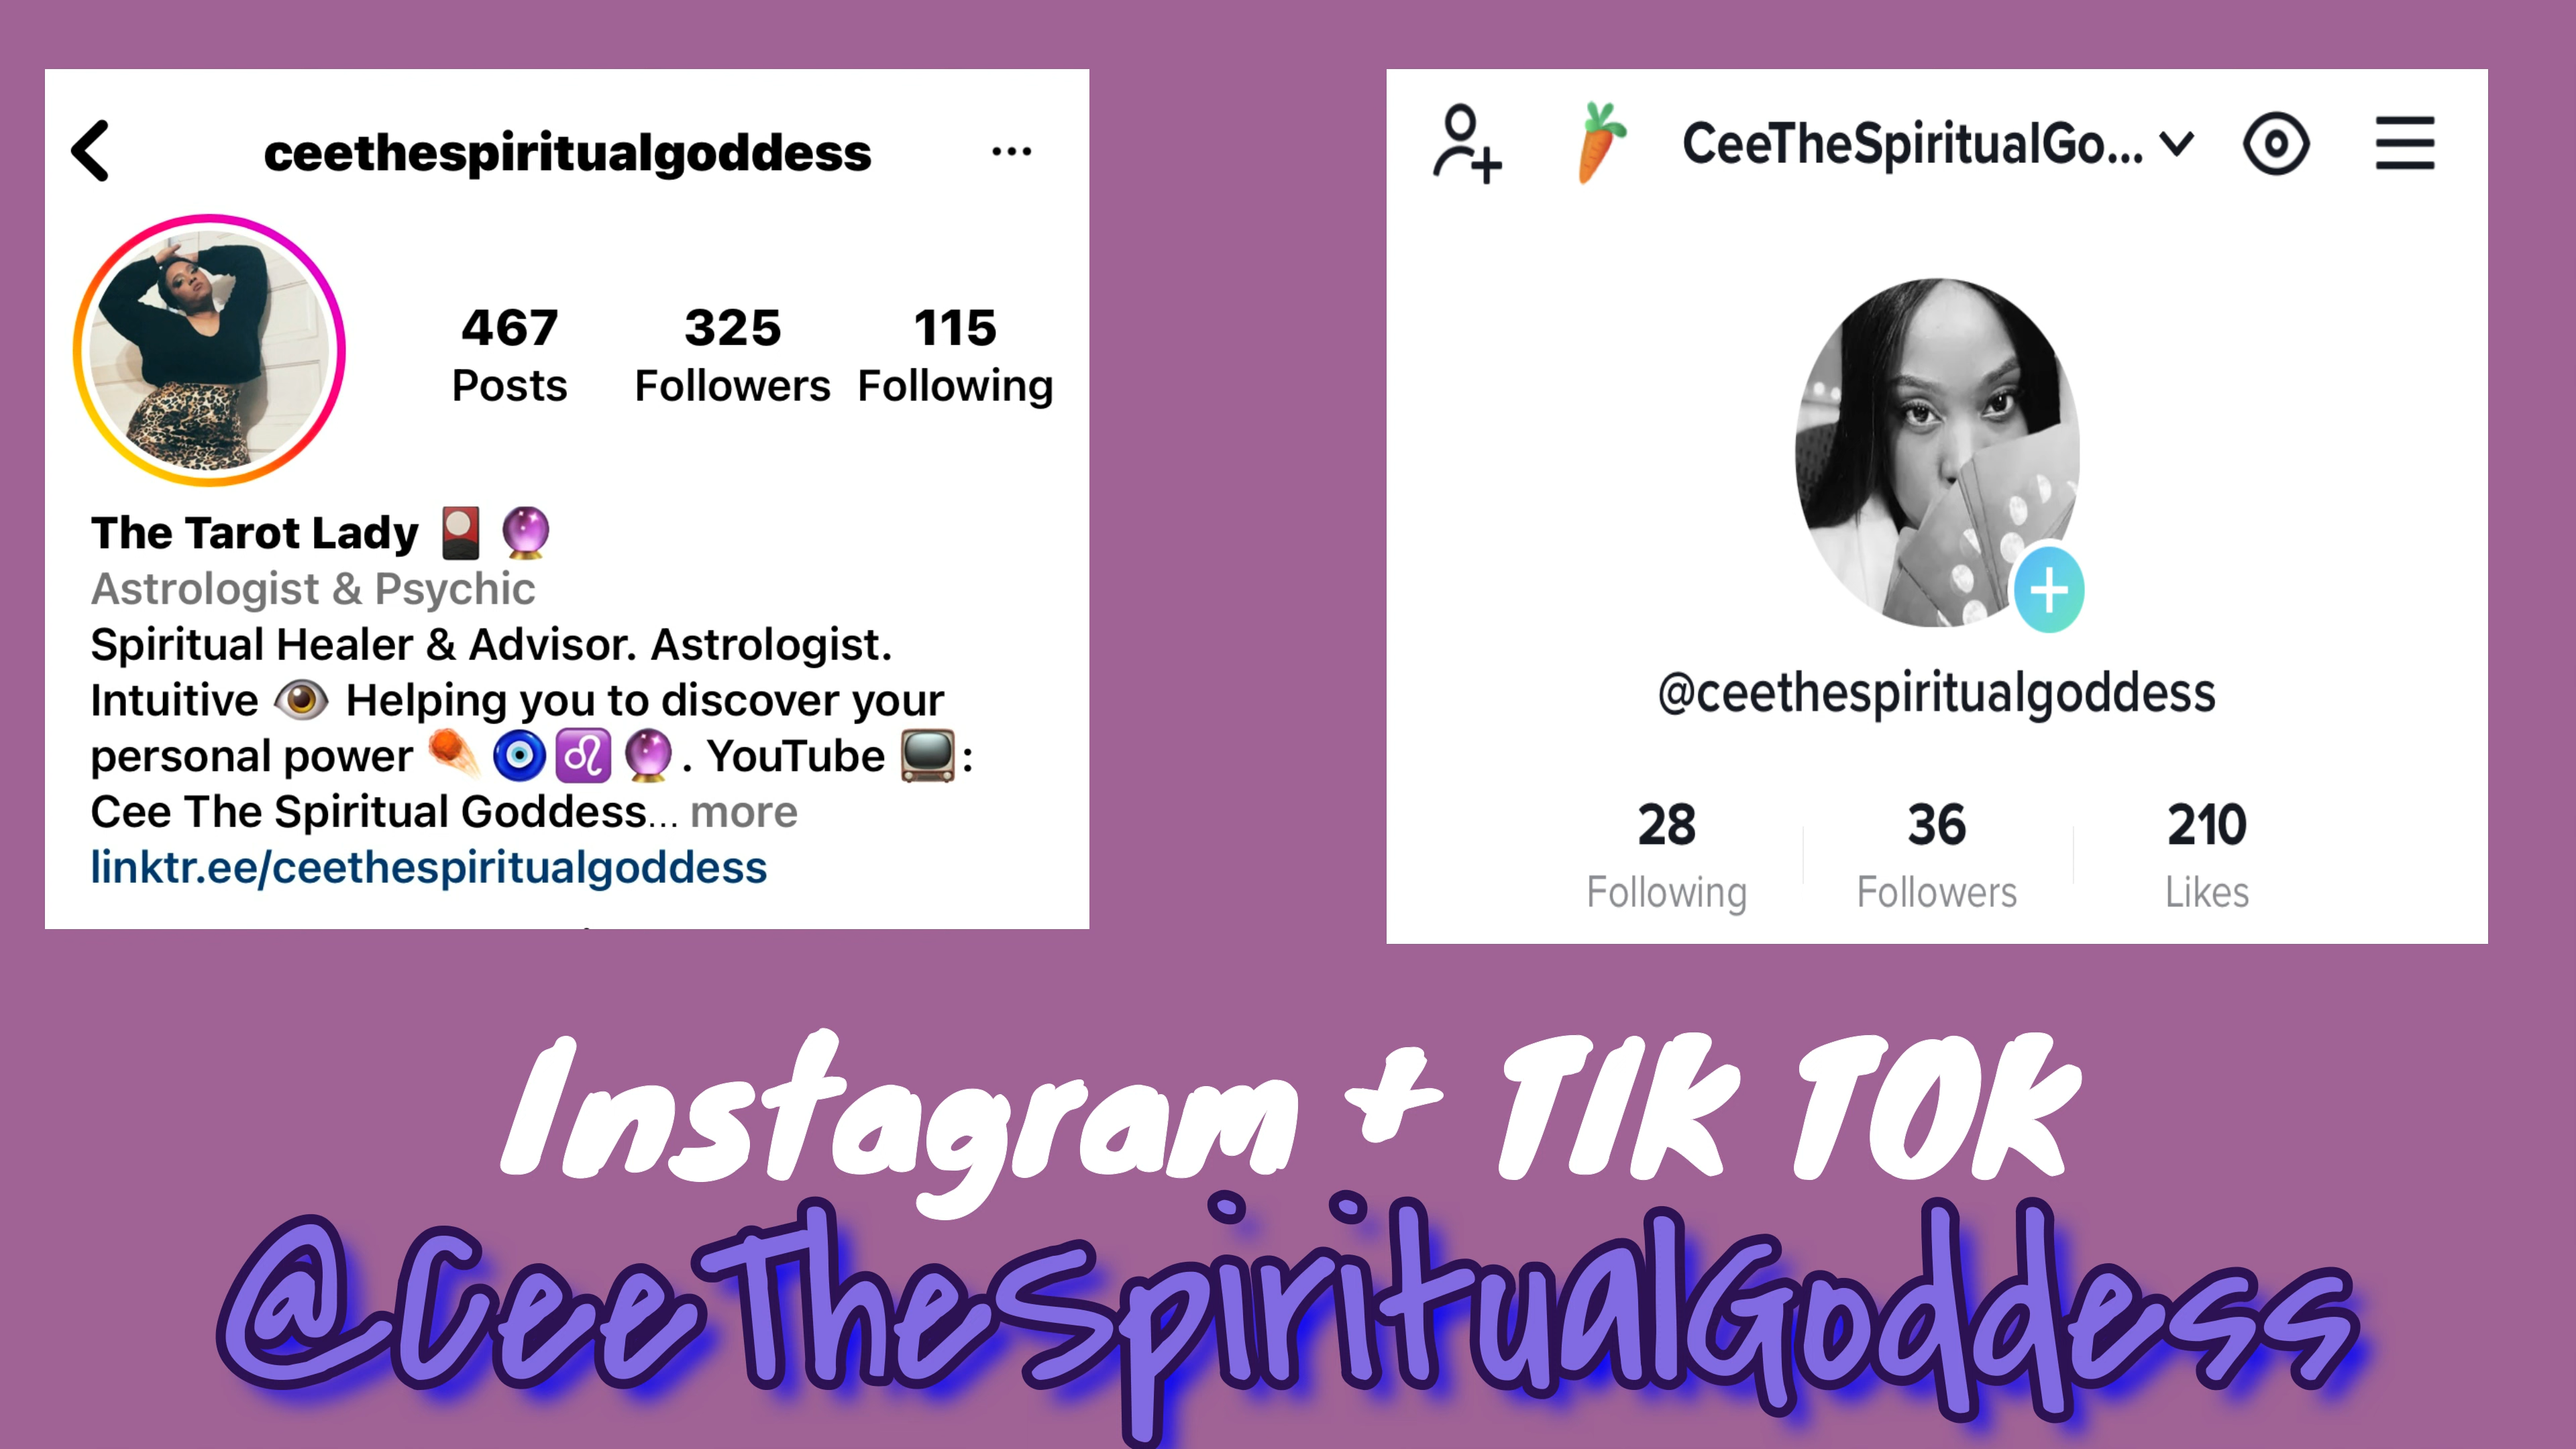 ceethespiritualgoddess ...
467 325 115
Posts Followers Following
The Tarot Lady 🎴 🔮
Astrologist & Psychic
Spiritual Healer & Advisor. Astrologist.
Intuitive 👁 Helping you to discover your
personal power ☄️ 🧿 ♌ 🔮 . YouTube 📺:
Cee The Spiritual Goddess... more
linktr.ee/ceethespiritualgoddess
🥕 CeeTheSpiritualGo...
@ceethespiritualgoddess
28 36 210
Following Followers Likes
Instagram + TIK TOK
@CeeTheSpiritualGoddess